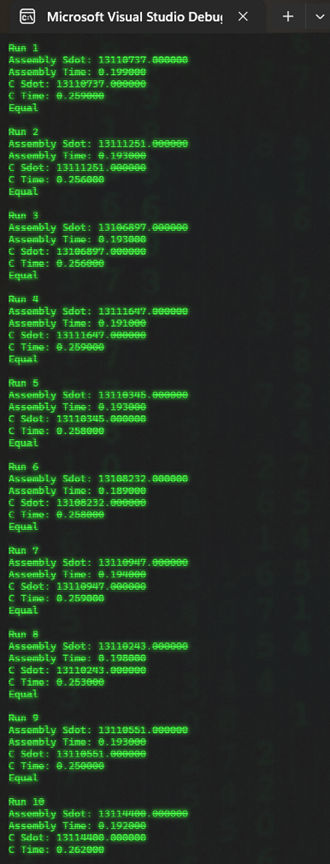 Microsoft Visual Studio Debug
Run 1
Assembly Sdot: 13110737.000000
Assembly Time: 0.199000
C Sdot: 13110737.000000
C Time: 0.259000
Equal
Run 2
Assembly Sdot: 13111251.000000
Assembly Time: 0.193000
C Sdot: 13111251.000000
C Time: 0.256000
Equal
Run 3
Assembly Sdot: 13106897.000000
Assembly Time: 0.193000
C Sdot: 13106897.000000
C Time: 0.256000
Equal
Run 4
Assembly Sdot: 13111647.000000
Assembly Time: 0.191000
C Sdot: 13111647.000000
C Time: 0.259000
Equal
Run 5
Assembly Sdot: 13110345.000000
Assembly Time: 0.193000
C Sdot: 13110345.000000
C Time: 0.258000
Equal
Run 6
Assembly Sdot: 13108232.000000
Assembly Time: 0.189000
C Sdot: 13108232.000000
C Time: 0.258000
Equal
Run 7
Assembly Sdot: 13110947.000000
Assembly Time: 0.194000
C Sdot: 13110947.000000
C Time: 0.259000
Equal
Run 8
Assembly Sdot: 13110243.000000
Assembly Time: 0.198000
C Sdot: 13110243.000000
C Time: 0.253000
Equal
Run 9
Assembly Sdot: 13110551.000000
Assembly Time: 0.193000
C Sdot: 13110551.000000
C Time: 0.250000
Equal
Run 10
Assembly Sdot: 13114480.000000
Assembly Time: 0.192000
C Sdot: 13114480.000000
C Time: 0.262000